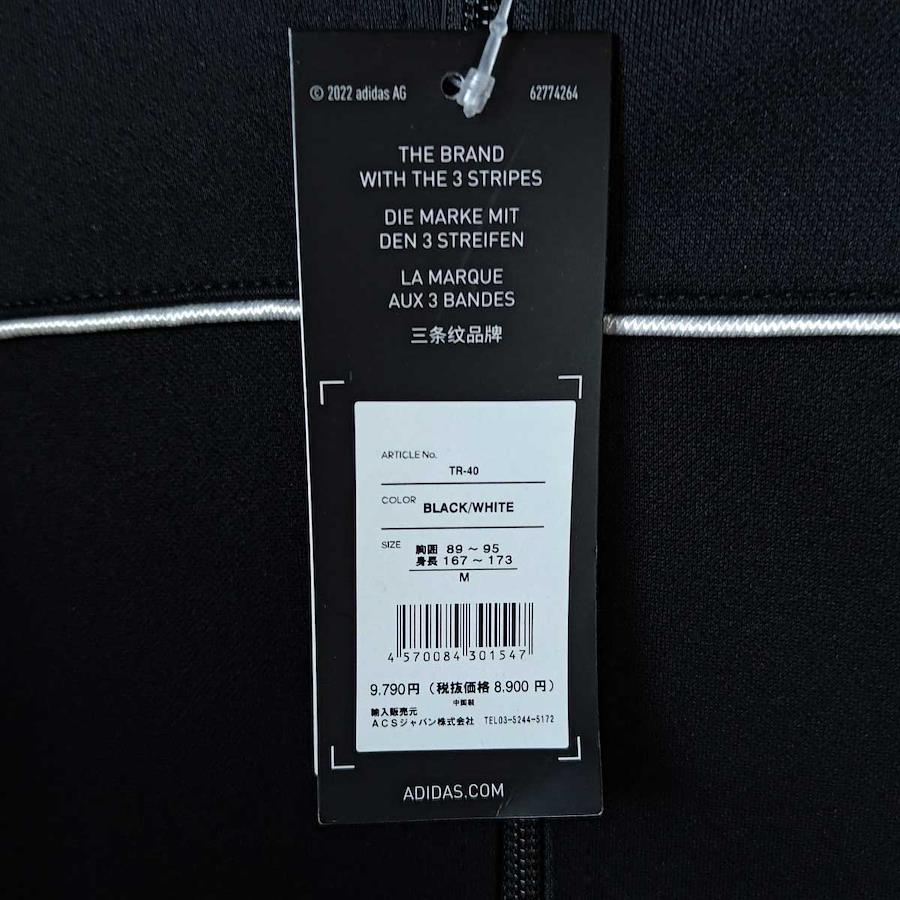 © 2022 adidas AG
62774264
THE BRAND
WITH THE 3 STRIPES
DIE MARKE MIT
DEN 3 STREIFEN
LA MARQUE
AUX 3 BANDES
三条纹品牌
ARTICLE No.
TR-40
COLOR
BLACK/WHITE
SIZE
胸囲 89 ~ 95
身長 167 ~ 173
M
4 570084 301547
9,790円 (税抜価格 8,900 円)
中国製
輸入販売元
ACSジャパン株式会社 TEL03-5244-5172
ADIDAS.COM